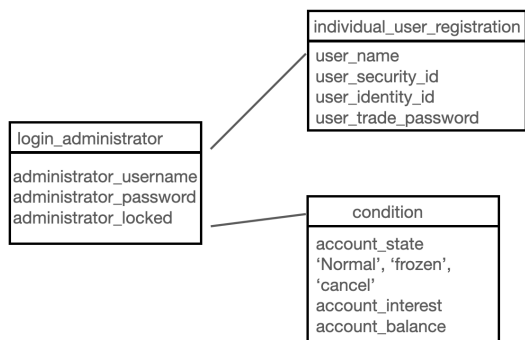 individual_user_registration
user_name
user_security_id
user_identity_id
user_trade_password
login_administrator
administrator_username
administrator_password
administrator_locked
condition
account_state
‘Normal’, ‘frozen’,
‘cancel’
account_interest
account_balance